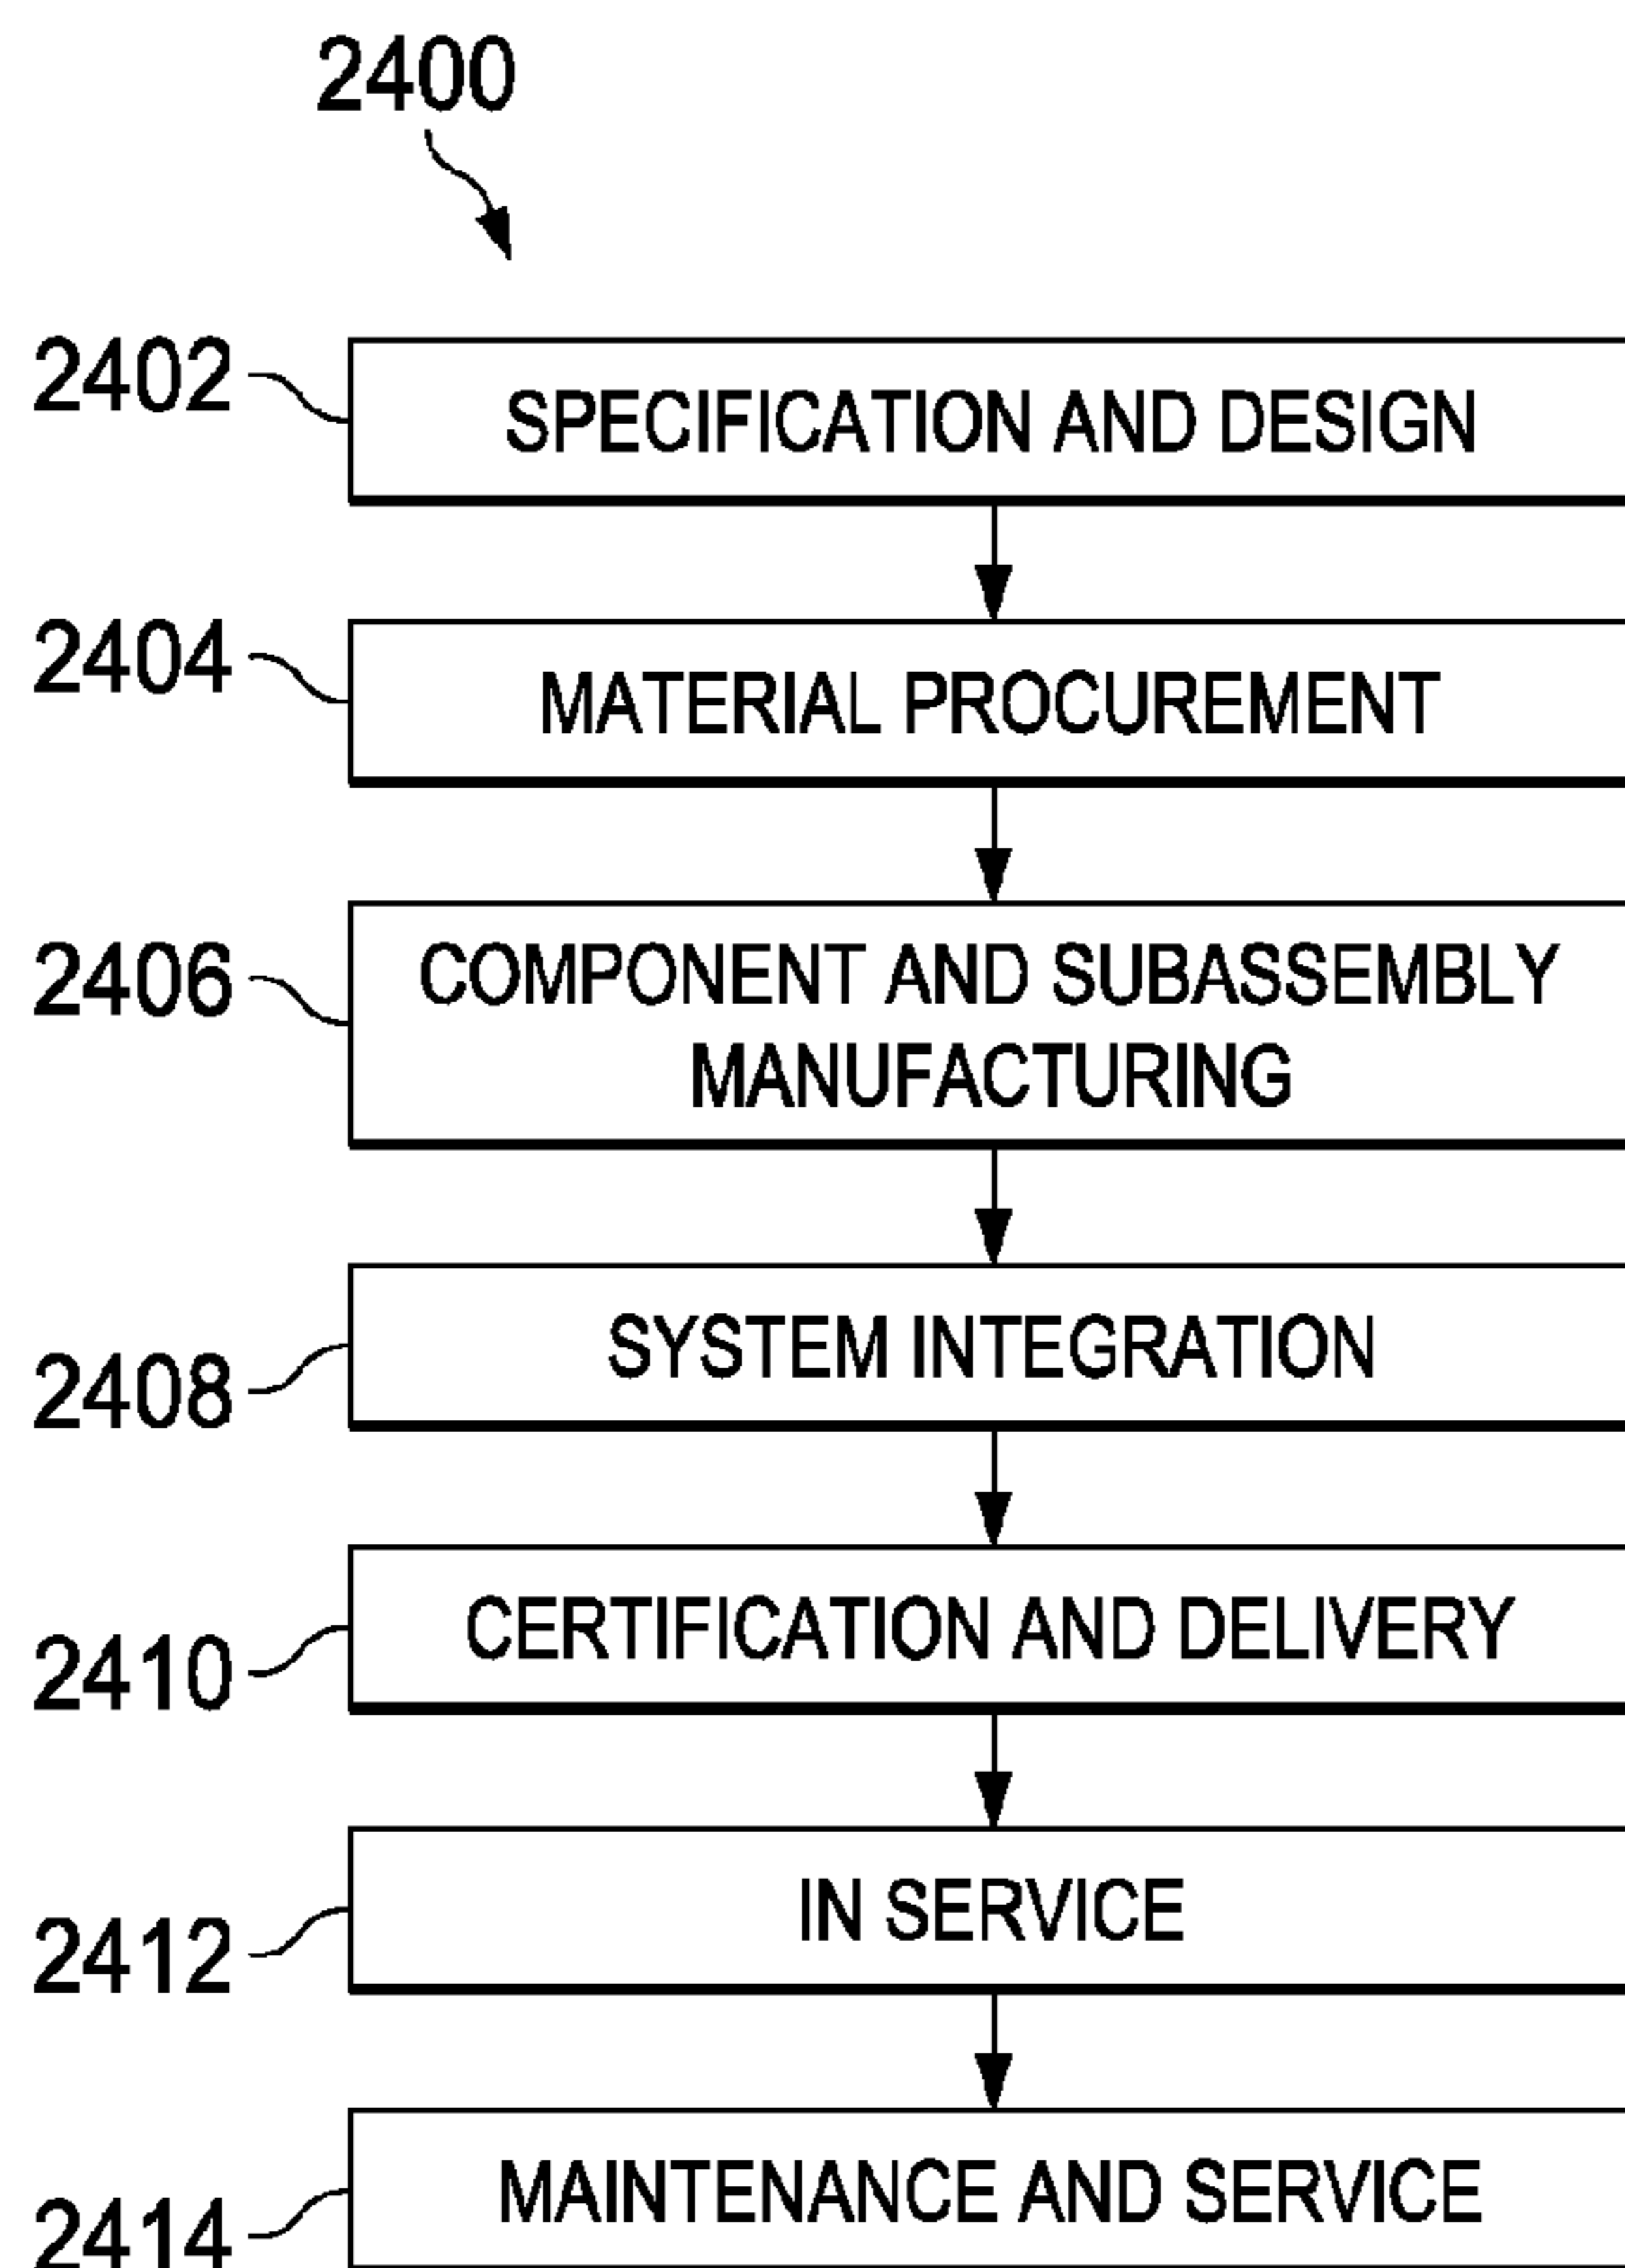 2400
2402
SPECIFICATION AND DESIGN
2404
MATERIAL PROCUREMENT
2406
COMPONENT AND SUBASSEMBLY
MANUFACTURING
2408
SYSTEM INTEGRATION
2410
CERTIFICATION AND DELIVERY
2412
IN SERVICE
2414
MAINTENANCE AND SERVICE